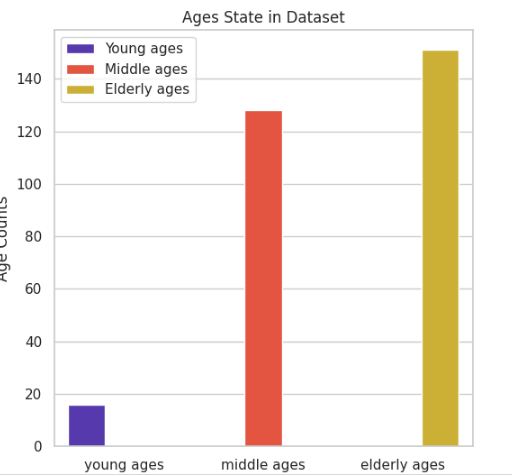 Ages State in Dataset
Young ages
Middle ages
Elderly ages
140
120
100
80
60
40
20
0
Age Counts
young ages
middle ages
elderly ages